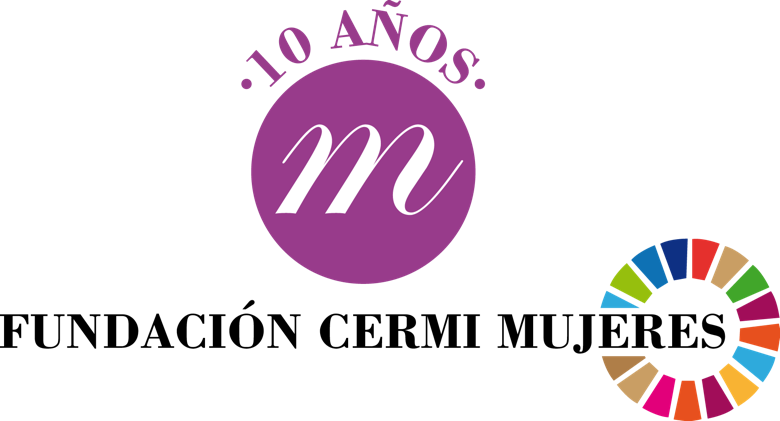 ·10 AÑOS·
m
FUNDACIÓN CERMI MUJERES